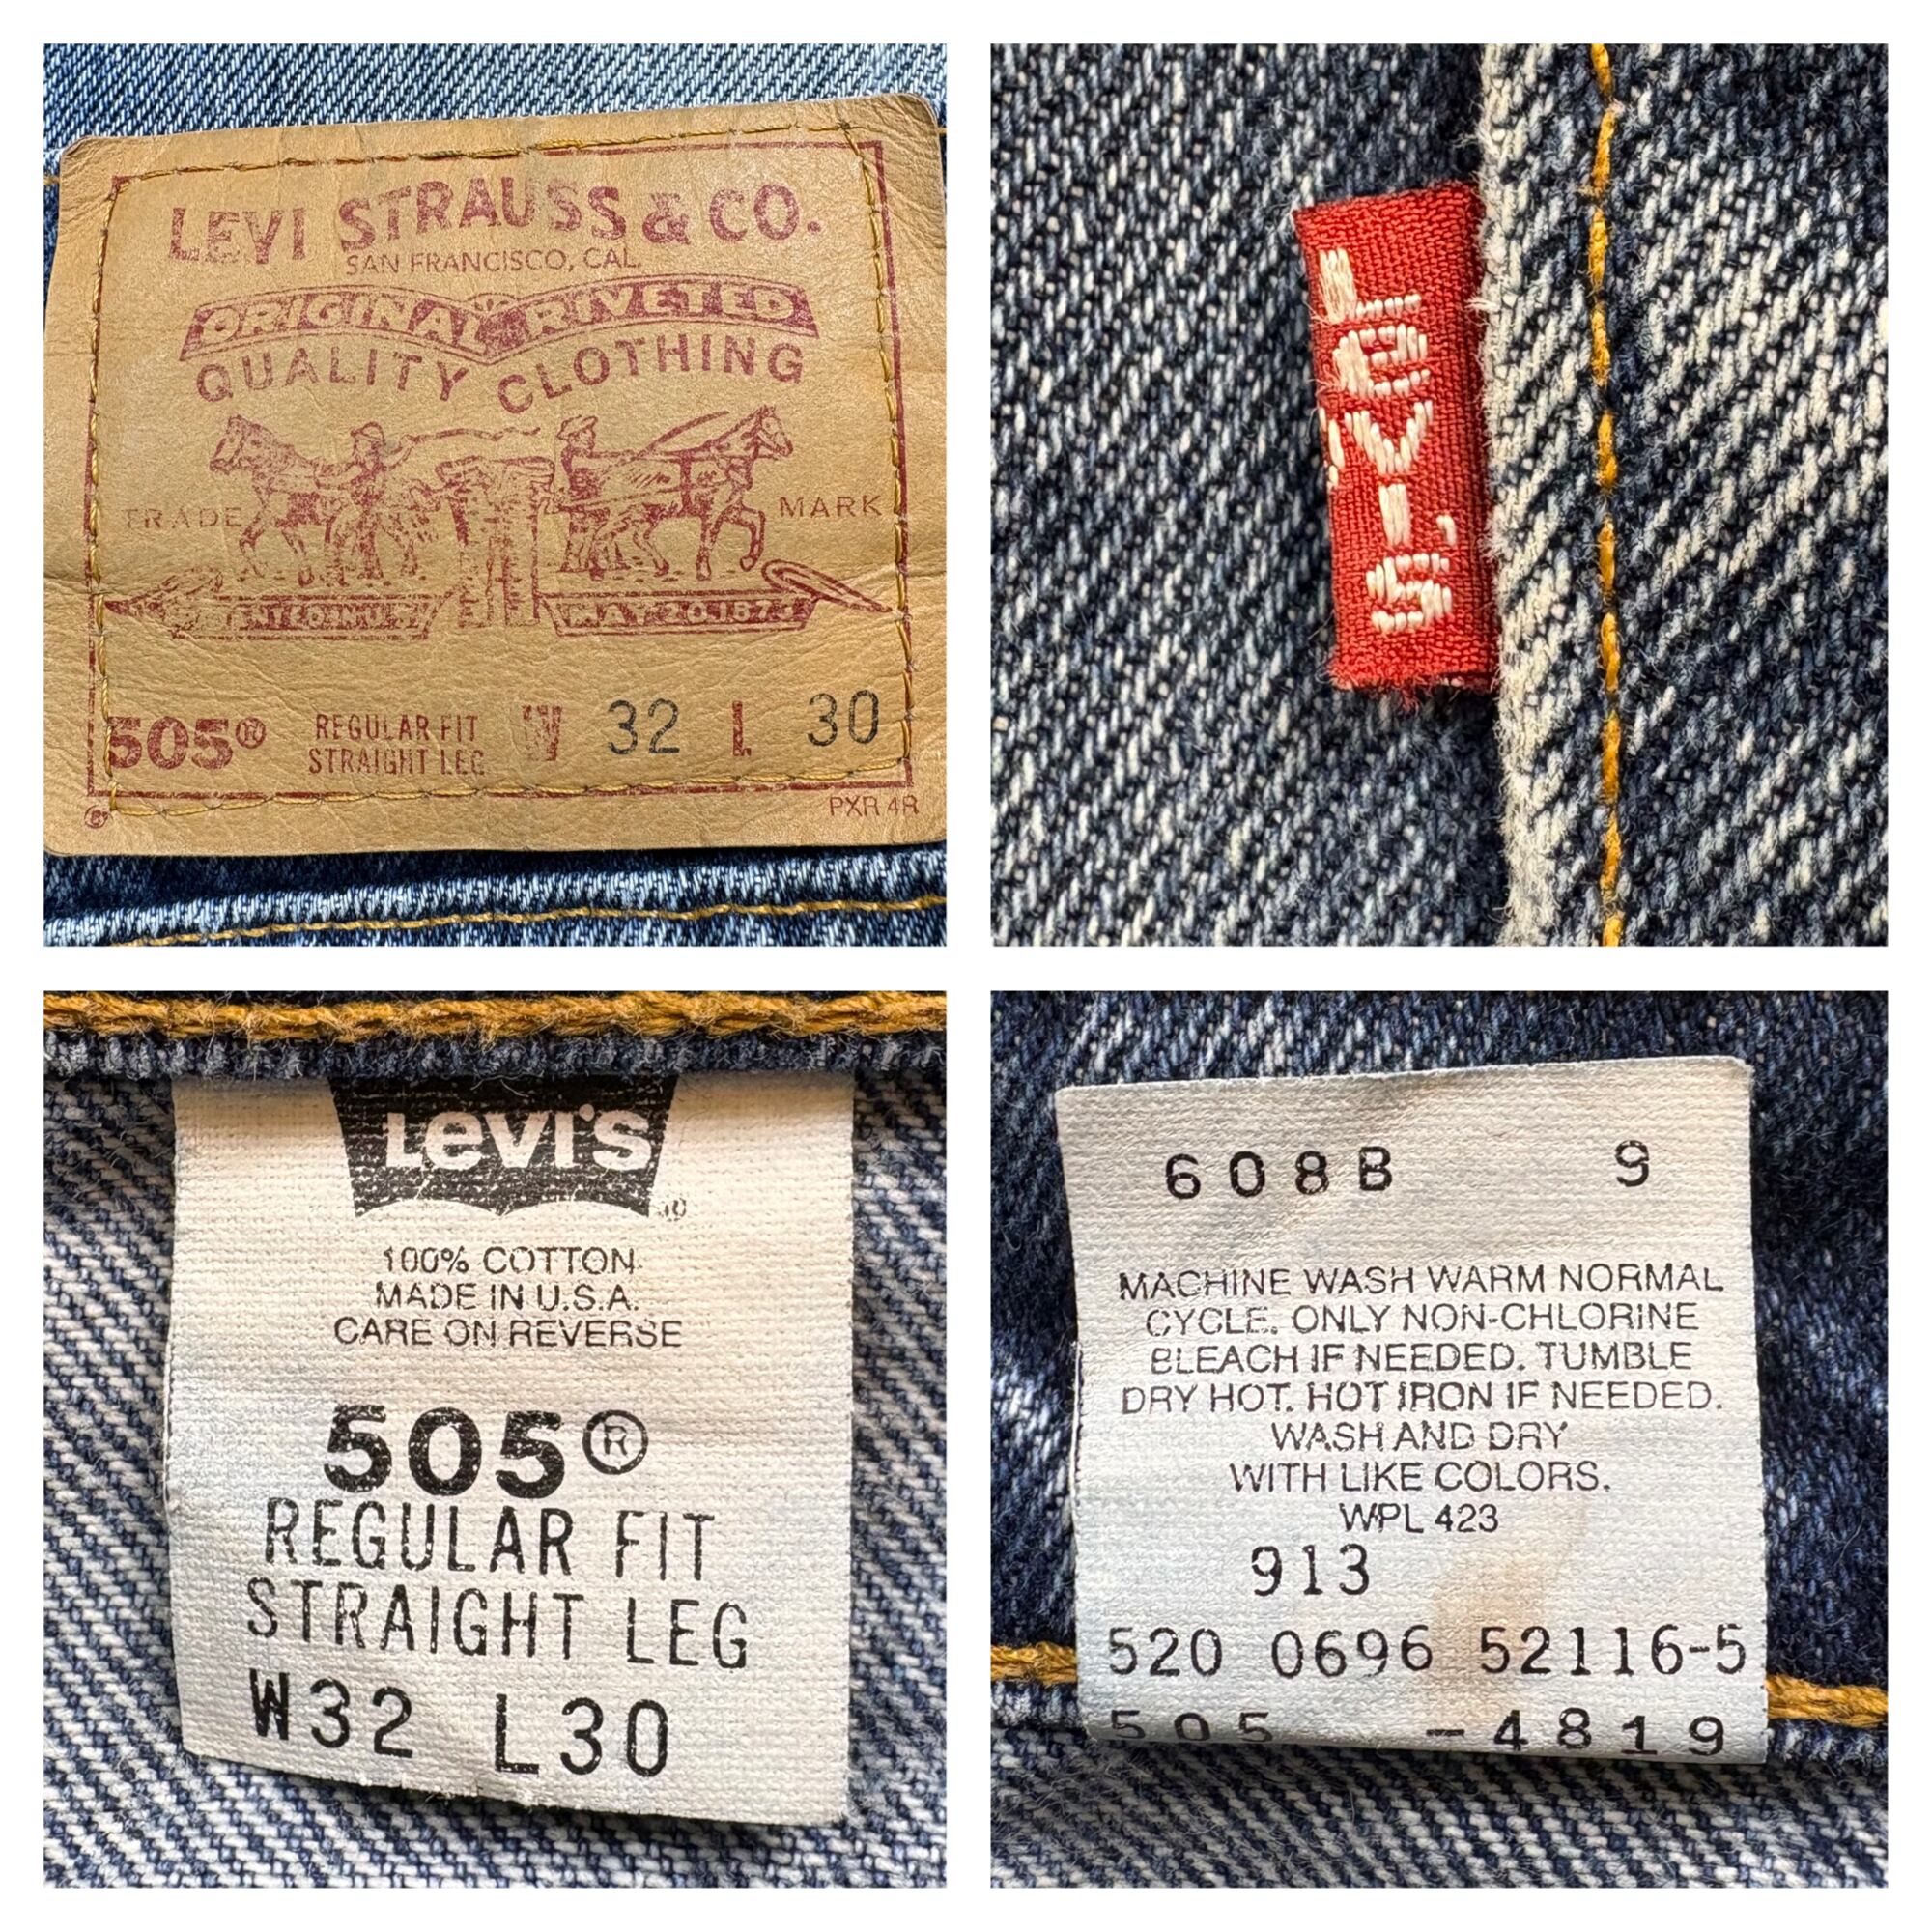 LEVI STRAUSS & CO.
SAN FRANCISCO, CAL.
ORIGINAL RIVETED
QUALITY CLOTHING
TRADE MARK
MAY 20 1873
505® REGULAR FIT W 32 L 30
STRAIGHT LEG
PXR 4R
Levi's
Levi's
100% COTTON
MADE IN U.S.A.
CARE ON REVERSE
505®
REGULAR FIT
STRAIGHT LEG
W32 L30
608B 9
MACHINE WASH WARM NORMAL
CYCLE. ONLY NON-CHLORINE
BLEACH IF NEEDED. TUMBLE
DRY HOT. HOT IRON IF NEEDED.
WASH AND DRY
WITH LIKE COLORS.
WPL 423
913
520 0696 52116-5
505 -4819